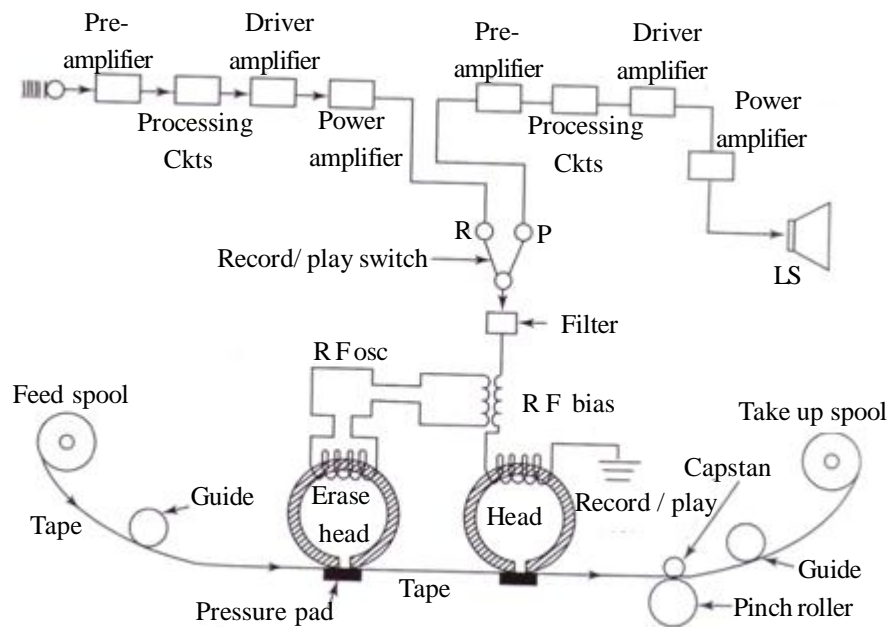 Pre-
amplifier
Driver amplifier
Processing
Ckts
Power
amplifier
Pre-
amplifier
Driver
amplifier
Processing
Ckts
Power
amplifier
LS
R
P
Record/ play switch
Filter
R F osc
R F bias
Feed spool
Take up spool
Capstan
Guide
Tape
Erase
head
Head
Record / play
Tape
Guide
Pressure pad
Pinch roller